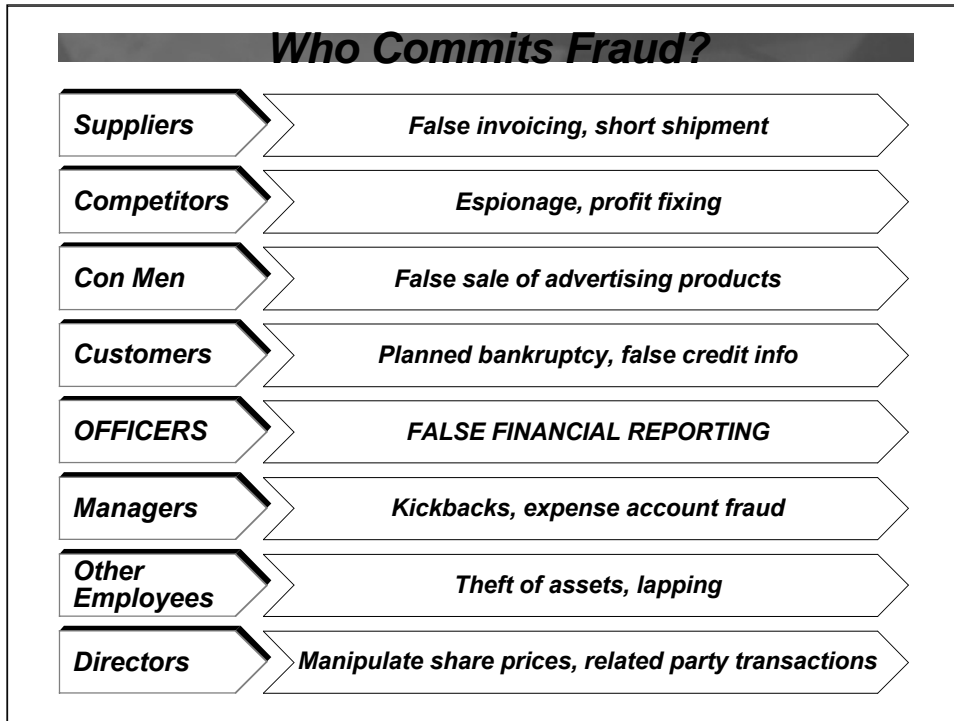 Who Commits Fraud?
Suppliers
False invoicing, short shipment
Competitors
Espionage, profit fixing
Con Men
False sale of advertising products
Customers
Planned bankruptcy, false credit info
OFFICERS
FALSE FINANCIAL REPORTING
Managers
Kickbacks, expense account fraud
Other
Employees
Theft of assets, lapping
Directors
Manipulate share prices, related party transactions